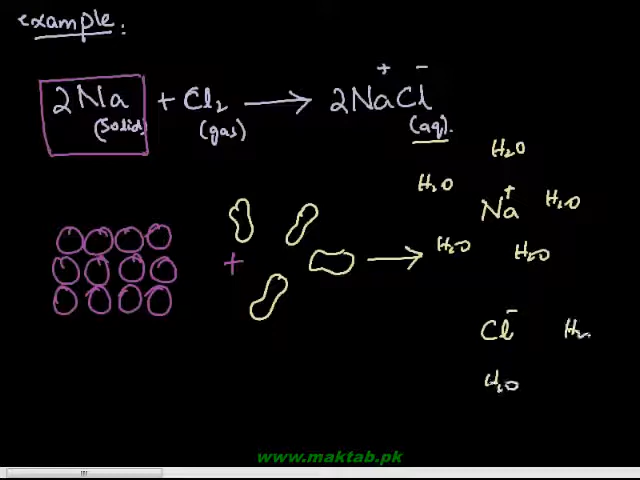 example:
2Na + Cl₂ → 2Na⁺Cl⁻
(Solid) (gas) (aq).
H₂O
H₂O
Na⁺ H₂O
+ → H₂O H₂O
Cl⁻ H₂
H₂O
www.maktab.pk